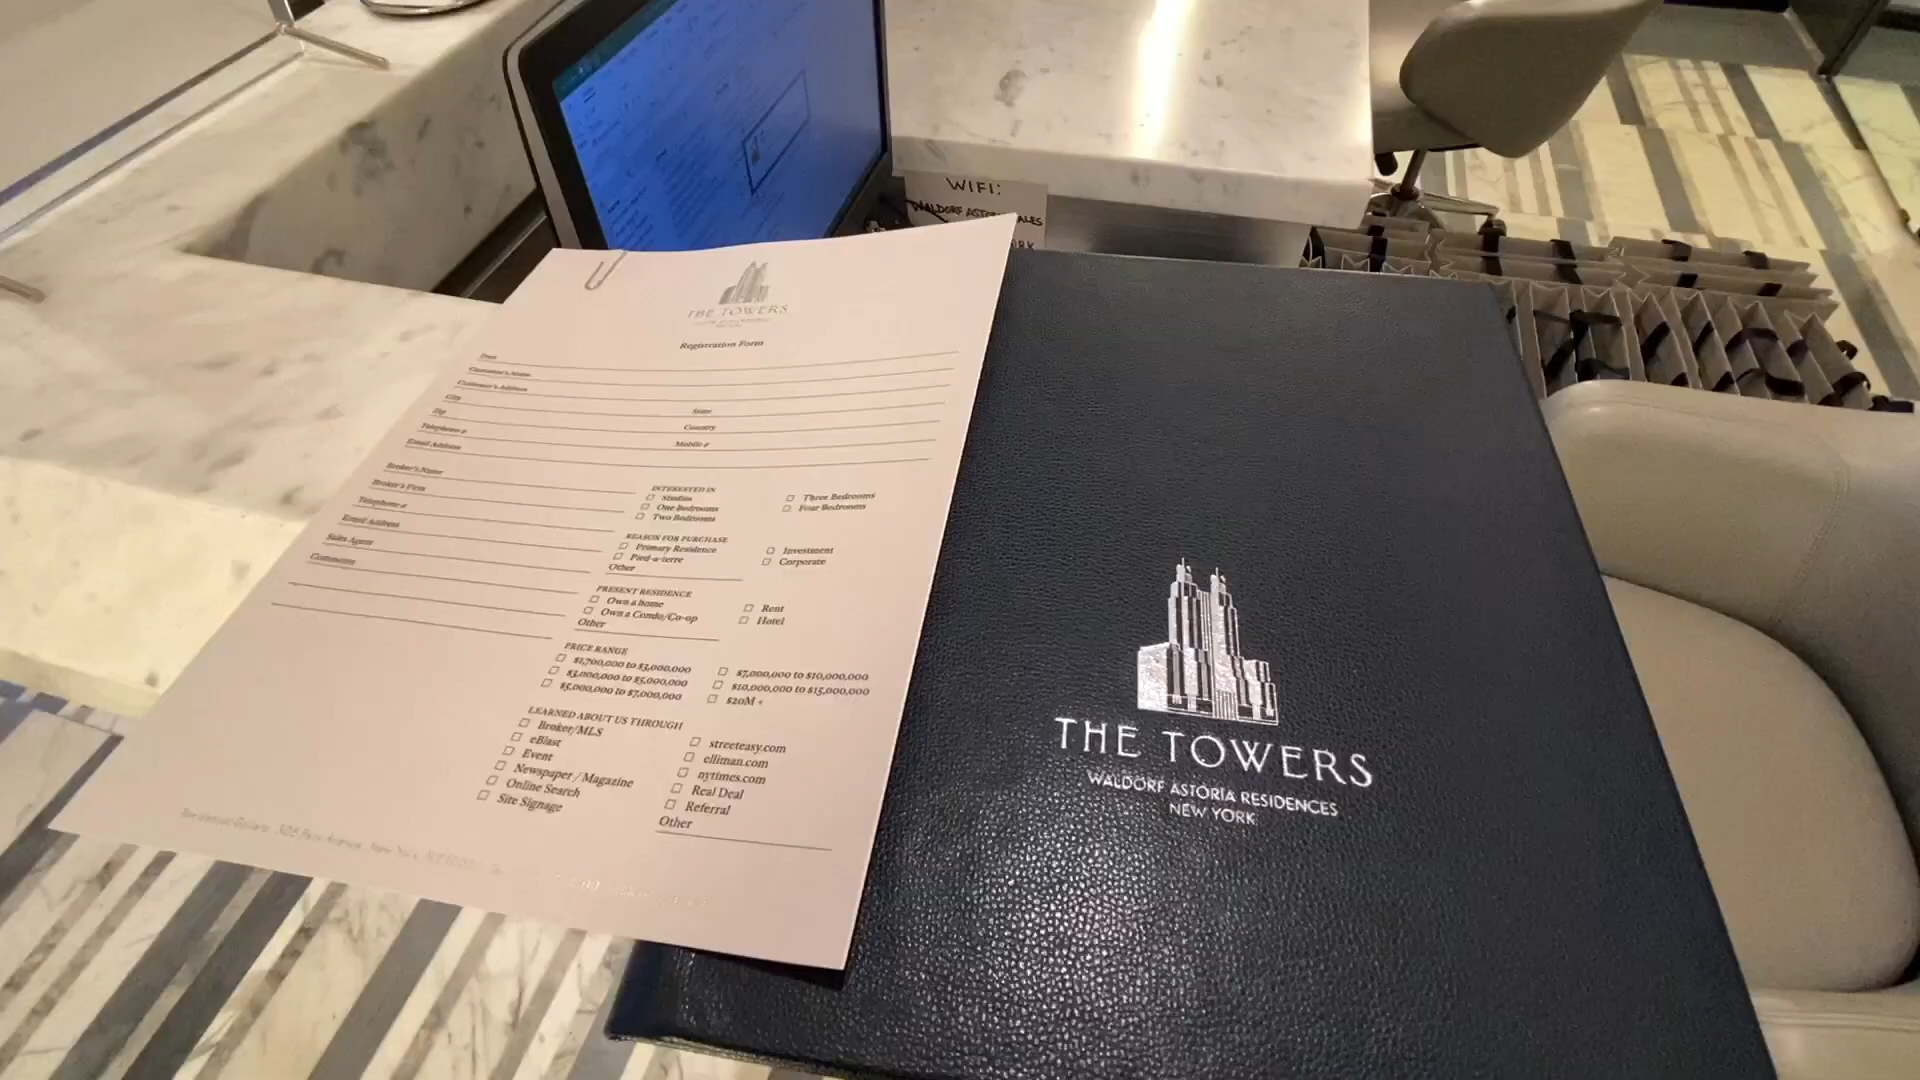 WIFI:
WALDORF ASTORIA SALES
THE TOWERS
Registration Form
Date
Customer's Name
Customer's Address
City State
Zip Country
Telephone # Mobile #
Email Address
Broker's Name
Broker's Firm
Telephone #
Email Address
Sales Agent
Comments
INTERESTED IN
Studios Three Bedrooms
One Bedrooms Four Bedrooms
Two Bedrooms
REASON FOR PURCHASE
Primary Residence Investment
Pied-a-terre Corporate
Other
PRESENT RESIDENCE
Own a home Rent
Own a Condo/Co-op Hotel
Other
PRICE RANGE
$1,700,000 to $3,000,000 $7,000,000 to $10,000,000
$3,000,000 to $5,000,000 $10,000,000 to $15,000,000
$5,000,000 to $7,000,000 $20M +
LEARNED ABOUT US THROUGH
Broker/MLS streeteasy.com
eBlast elliman.com
Event nytimes.com
Newspaper / Magazine Real Deal
Online Search Referral
Site Signage Other
THE TOWERS
WALDORF ASTORIA RESIDENCES
NEW YORK